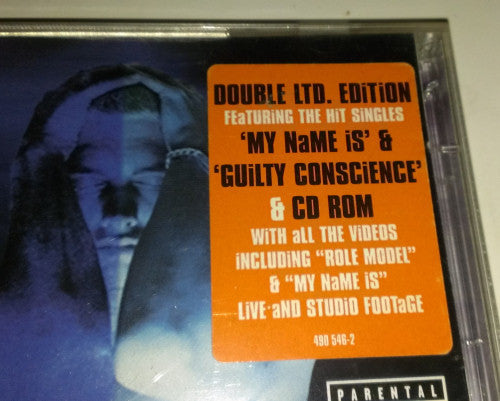 DOUBLE LTD. EDiTiON
FEaTURiNG THE HiT SiNGLES
‘MY NaME iS’ &
‘GUiLTY CONSCiENCE’
& CD ROM
WiTH aLL THE ViDEOS
iNCLUDiNG “ROLE MODEL”
& “MY NaME iS”
LiVE aND STUDiO FOOTaGE
490 546-2
PARENTAL